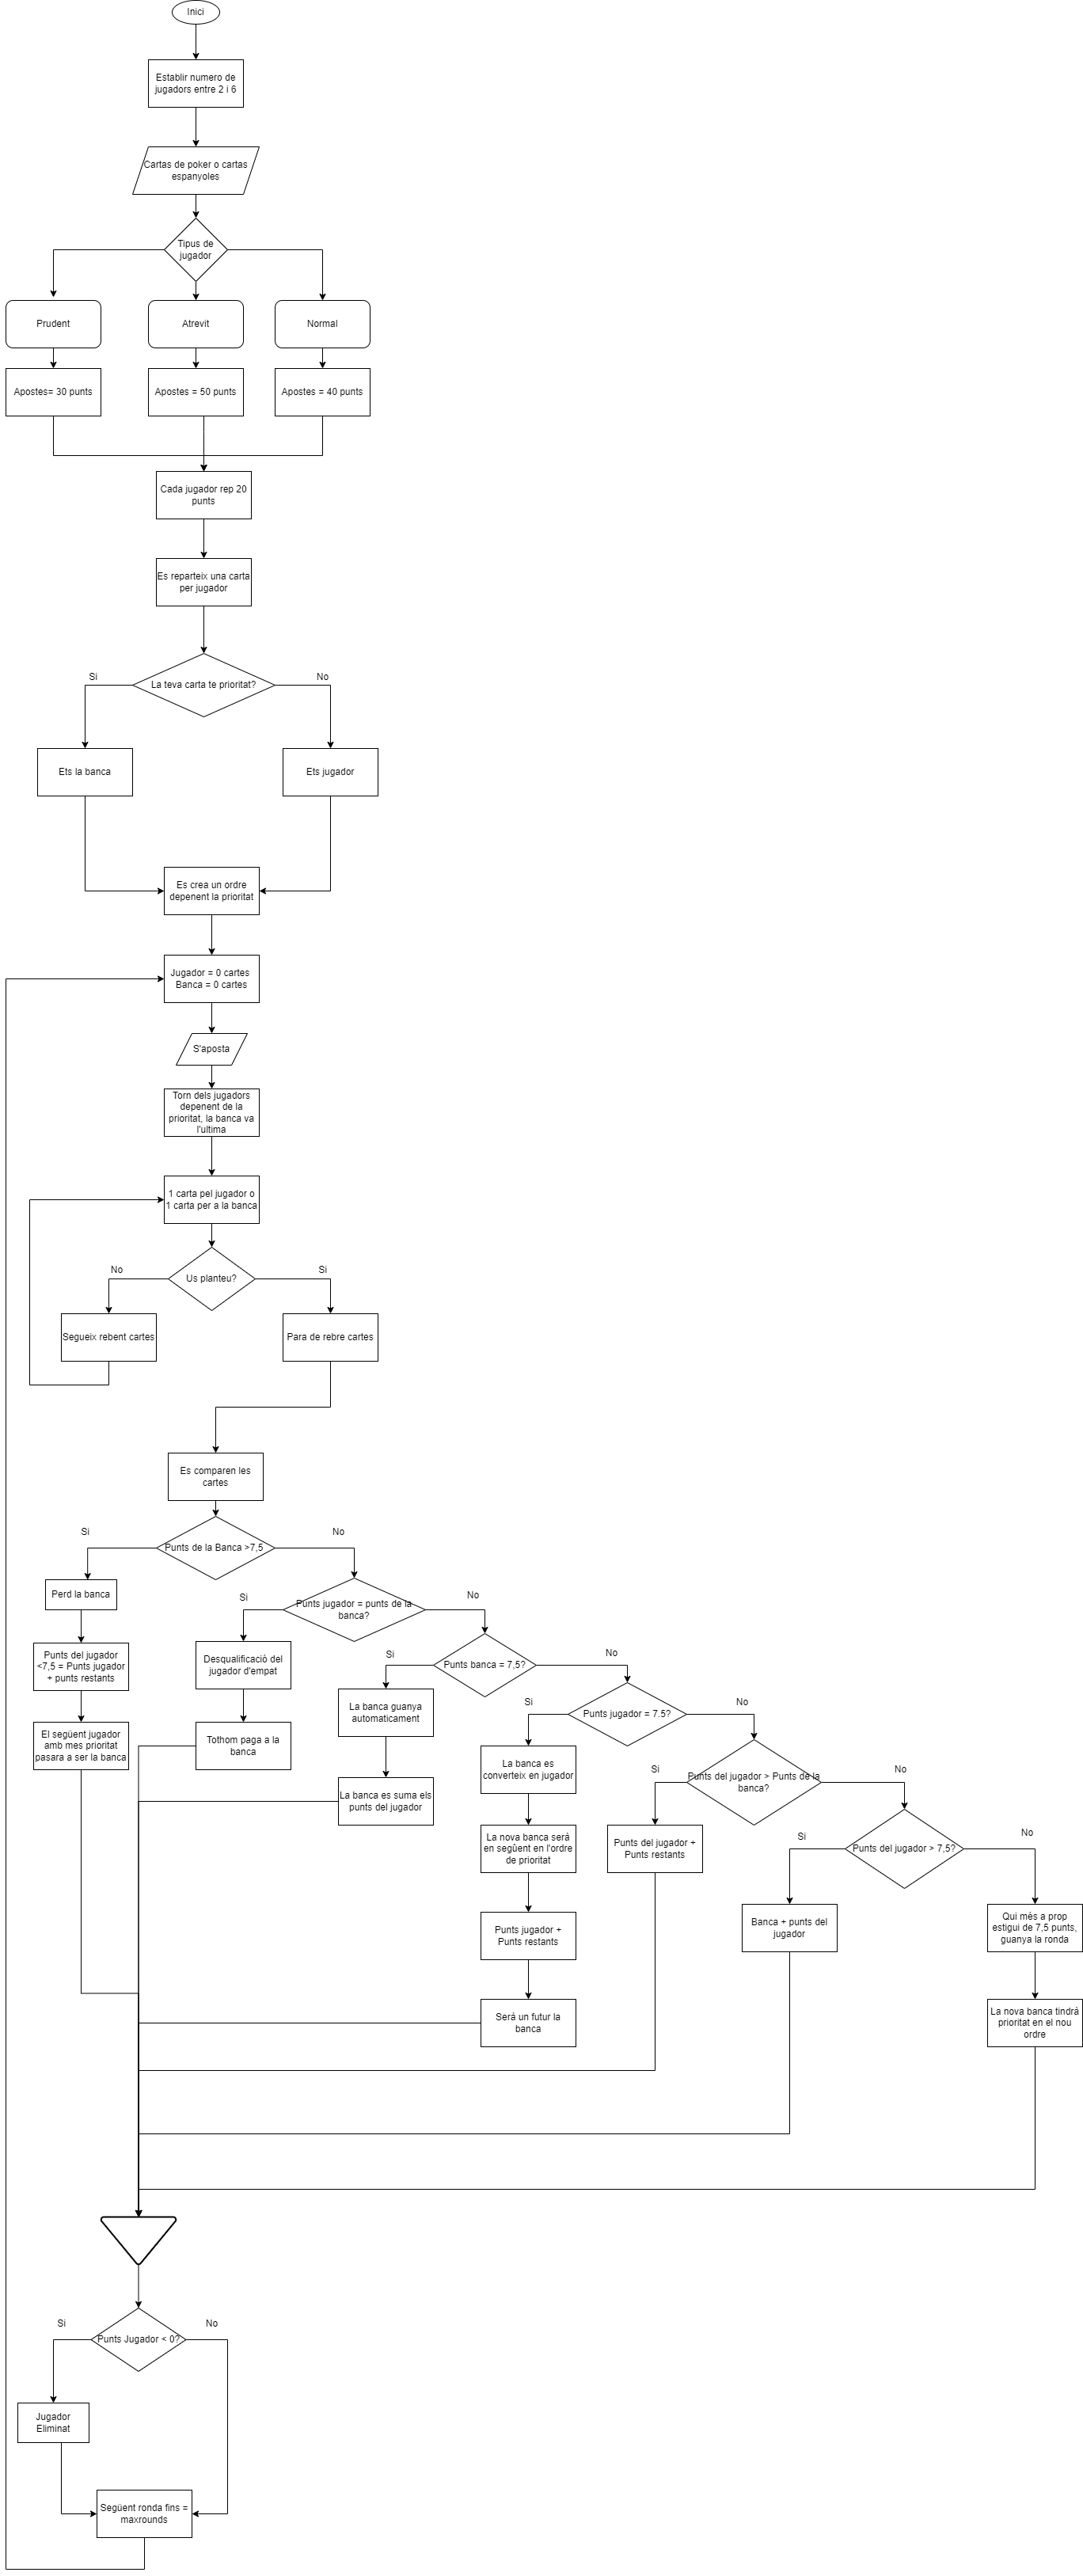 Inici
Establir numero de
jugadors entre 2 i 6
Cartas de poker o cartas
espanyoles
Tipus de
jugador
Prudent
Atrevit
Normal
Apostes= 30 punts
Apostes = 50 punts
Apostes = 40 punts
Cada jugador rep 20
punts
Es reparteix una carta
per jugador
La teva carta te prioritat?
Si
No
Ets la banca
Ets jugador
Es crea un ordre
depenent la prioritat
Jugador = 0 cartes
Banca = 0 cartes
S'aposta
Torn dels jugadors
depenent de la
prioritat, la banca va
l'ultima
1 carta pel jugador o
1 carta per a la banca
Us planteu?
No
Si
Segueix rebent cartes
Para de rebre cartes
Es comparen les
cartes
Punts de la Banca >7,5
Si
No
Perd la banca
Punts del jugador
<7,5 = Punts jugador
+ punts restants
El següent jugador
amb mes prioritat
pasara a ser la banca
Punts jugador = punts de la
banca?
Si
No
Desqualificació del
jugador d'empat
Tothom paga a la
banca
Punts banca = 7,5?
Si
No
La banca guanya
automaticament
La banca es suma els
punts del jugador
Punts jugador = 7.5?
Si
No
La banca es
converteix en jugador
La nova banca serà
en següent en l'ordre
de prioritat
Punts jugador +
Punts restants
Serà un futur la
banca
Punts del jugador > Punts de la
banca?
Si
No
Punts del jugador +
Punts restants
Punts del jugador > 7,5?
Si
No
Banca + punts del
jugador
Qui més a prop
estigui de 7,5 punts,
guanya la ronda
La nova banca tindrà
prioritat en el nou
ordre
Punts Jugador < 0?
Si
No
Jugador
Eliminat
Següent ronda fins =
maxrounds